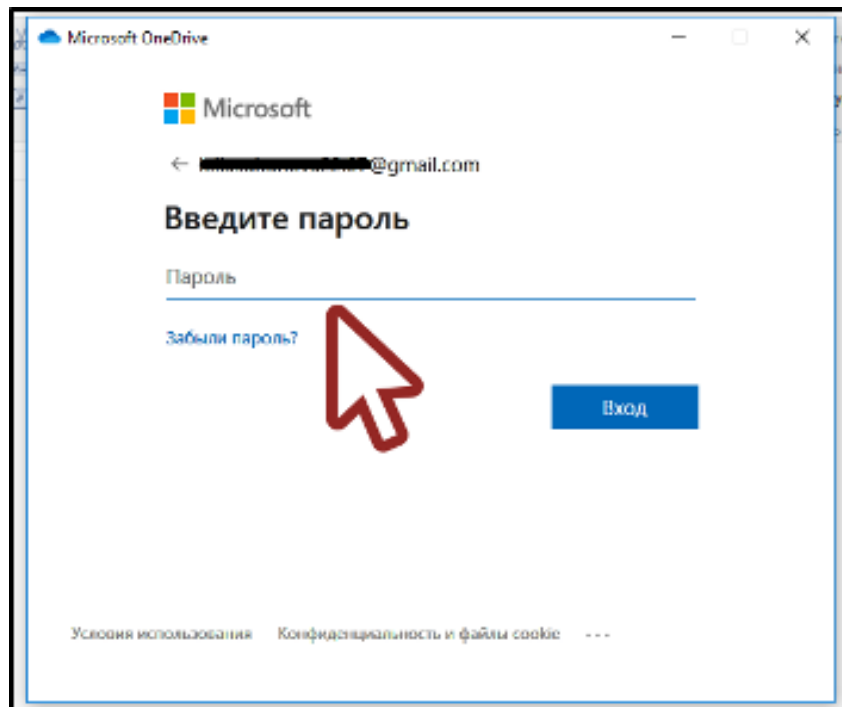 Microsoft OneDrive
Microsoft
@gmail.com
Введите пароль
Пароль
Забыли пароль?
Вход
Условия использования Конфиденциальность и файлы cookie